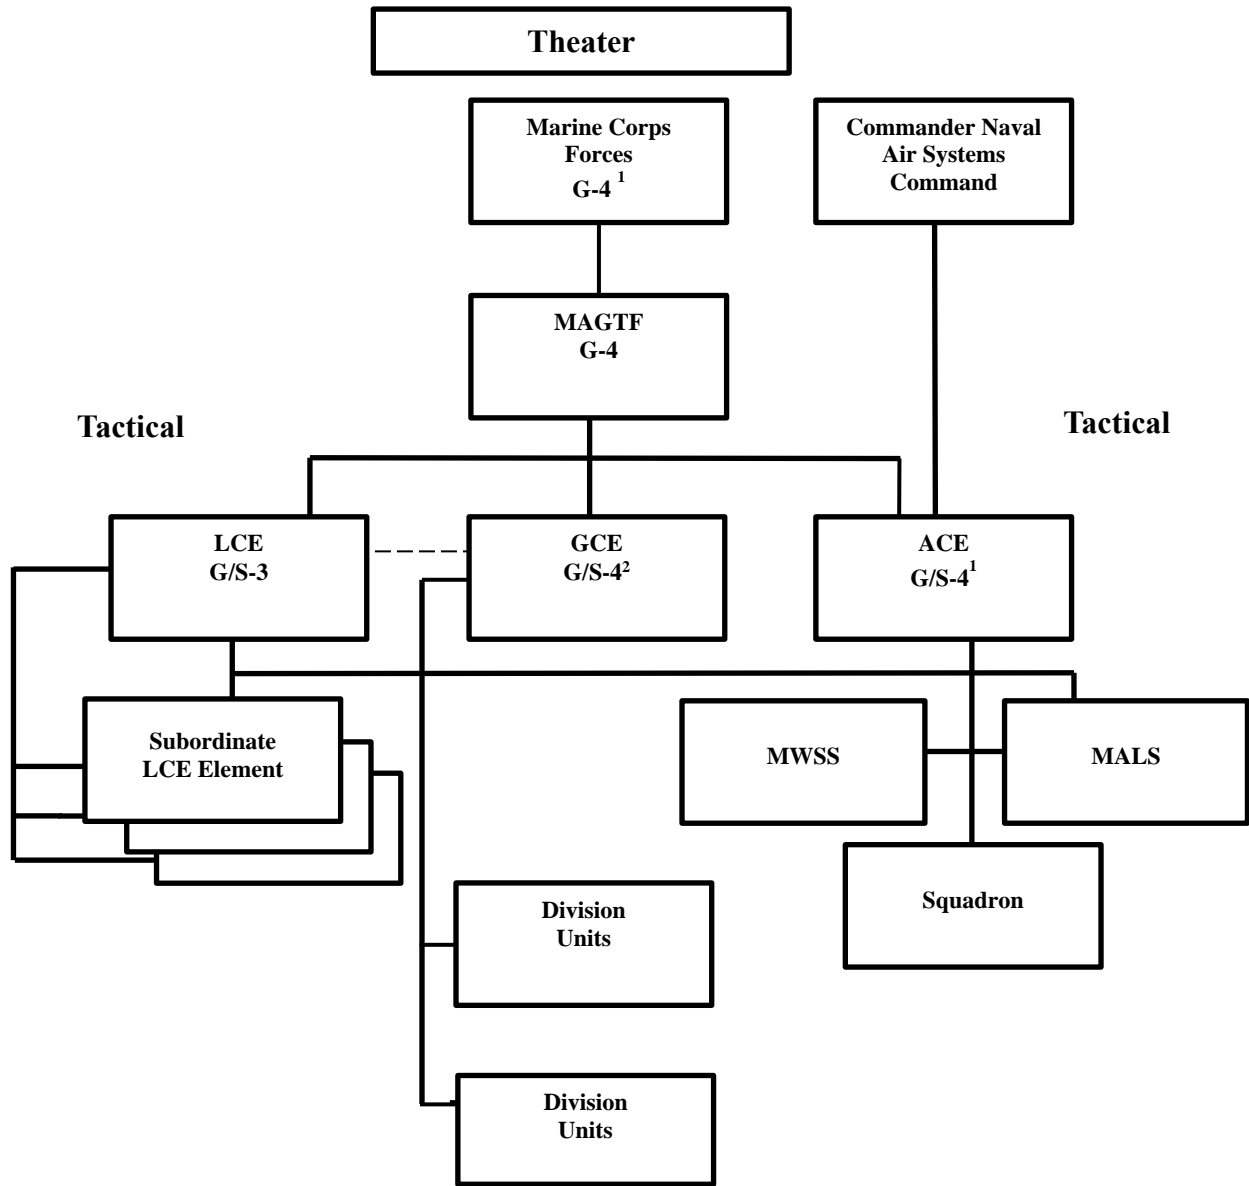 Theater
Marine Corps
Forces
G-4 1
Commander Naval
Air Systems
Command
MAGTF
G-4
Tactical
Tactical
LCE
G/S-3
GCE
G/S-42
ACE
G/S-41
Subordinate
LCE Element
MWSS
MALS
Squadron
Division
Units
Division
Units